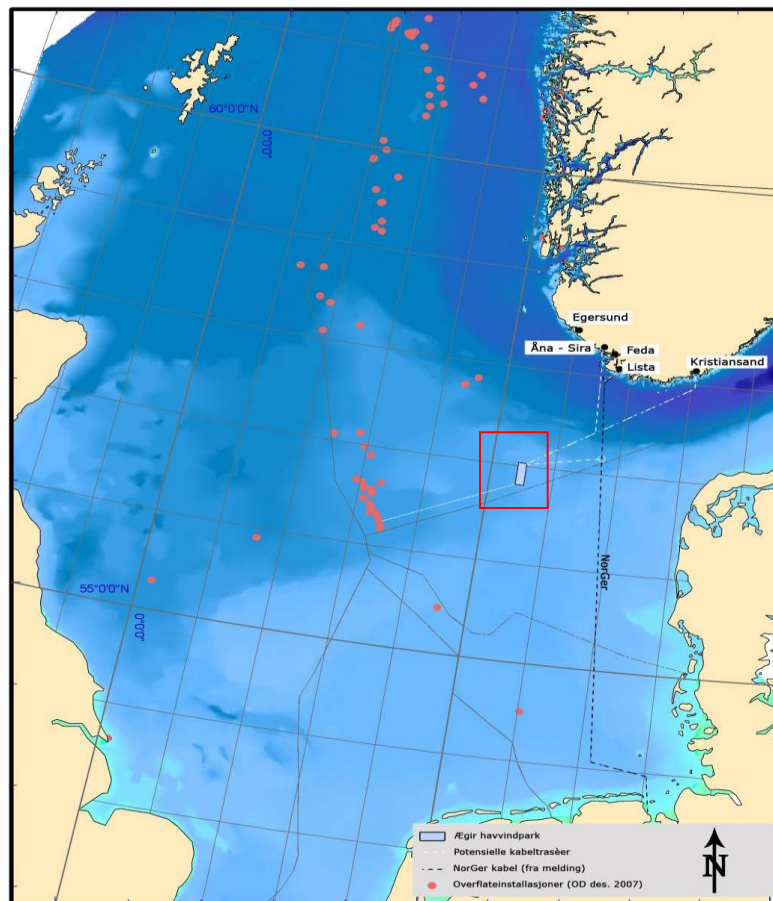 60°0'0"N
0°0'0"
Egersund
Åna - Sira
Feda
Lista
Kristiansand
NorGer
55°0'0"N
0°0'0"
Ægir havvindpark
Potensielle kabeltrasèer
NorGer kabel (fra melding)
Overflateinstallasjoner (OD des. 2007)
N